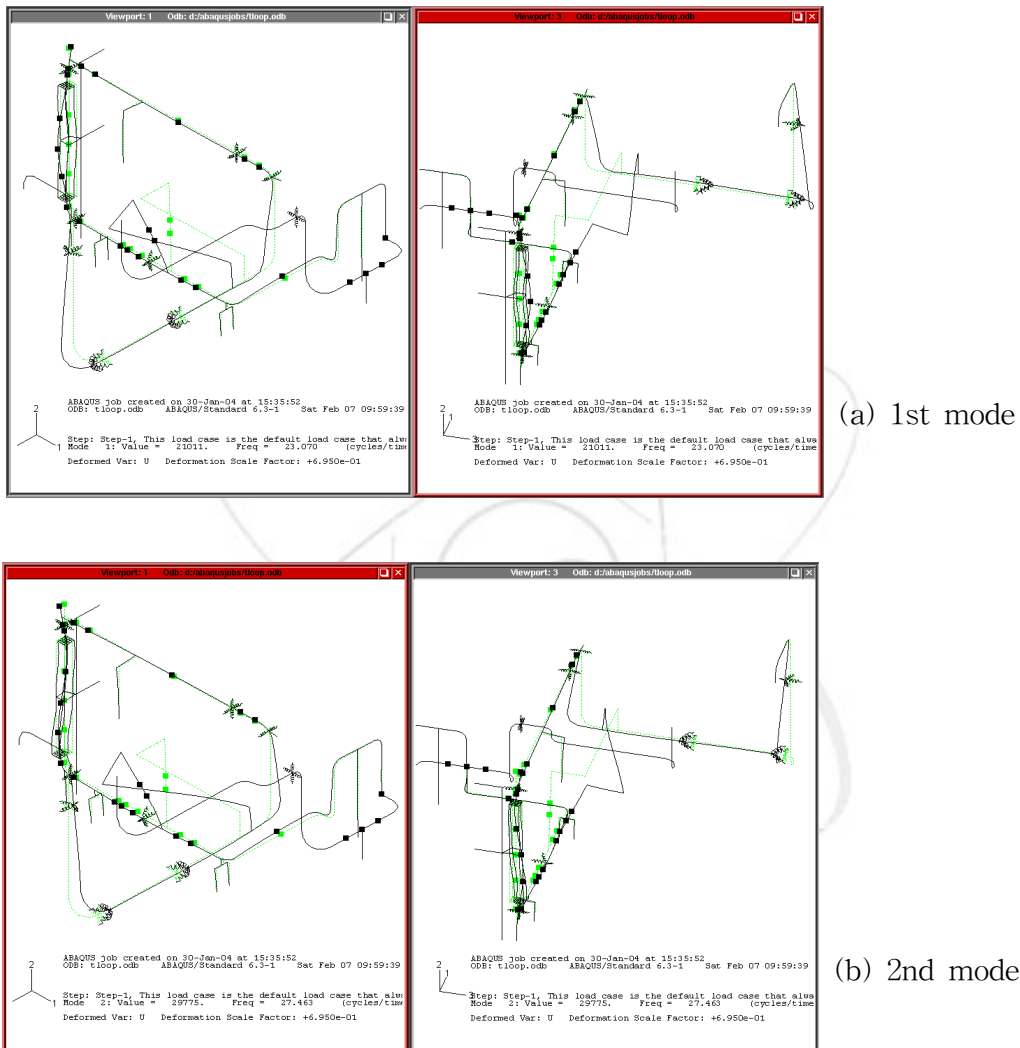 Viewport: 1 Odb: d:/abaqusjobs/tloop.odb
2
1
ABAQUS job created on 30-Jan-04 at 15:35:52
ODB: tloop.odb ABAQUS/Standard 6.3-1 Sat Feb 07 09:59:39
Step: Step-1, This load case is the default load case that alwa
Mode 1: Value = 21011. Freq = 23.070 (cycles/time
Deformed Var: U Deformation Scale Factor: +6.950e-01
Viewport: 3 Odb: d:/abaqusjobs/tloop.odb
2
1
3
ABAQUS job created on 30-Jan-04 at 15:35:52
ODB: tloop.odb ABAQUS/Standard 6.3-1 Sat Feb 07 09:59:39
Step: Step-1, This load case is the default load case that alwa
Mode 1: Value = 21011. Freq = 23.070 (cycles/time
Deformed Var: U Deformation Scale Factor: +6.950e-01
(a) 1st mode
Viewport: 1 Odb: d:/abaqusjobs/tloop.odb
2
1
ABAQUS job created on 30-Jan-04 at 15:35:52
ODB: tloop.odb ABAQUS/Standard 6.3-1 Sat Feb 07 09:59:39
Step: Step-1, This load case is the default load case that alwa
Mode 2: Value = 29775. Freq = 27.463 (cycles/time
Deformed Var: U Deformation Scale Factor: +6.950e-01
Viewport: 3 Odb: d:/abaqusjobs/tloop.odb
2
1
3
ABAQUS job created on 30-Jan-04 at 15:35:52
ODB: tloop.odb ABAQUS/Standard 6.3-1 Sat Feb 07 09:59:39
Step: Step-1, This load case is the default load case that alwa
Mode 2: Value = 29775. Freq = 27.463 (cycles/time
Deformed Var: U Deformation Scale Factor: +6.950e-01
(b) 2nd mode